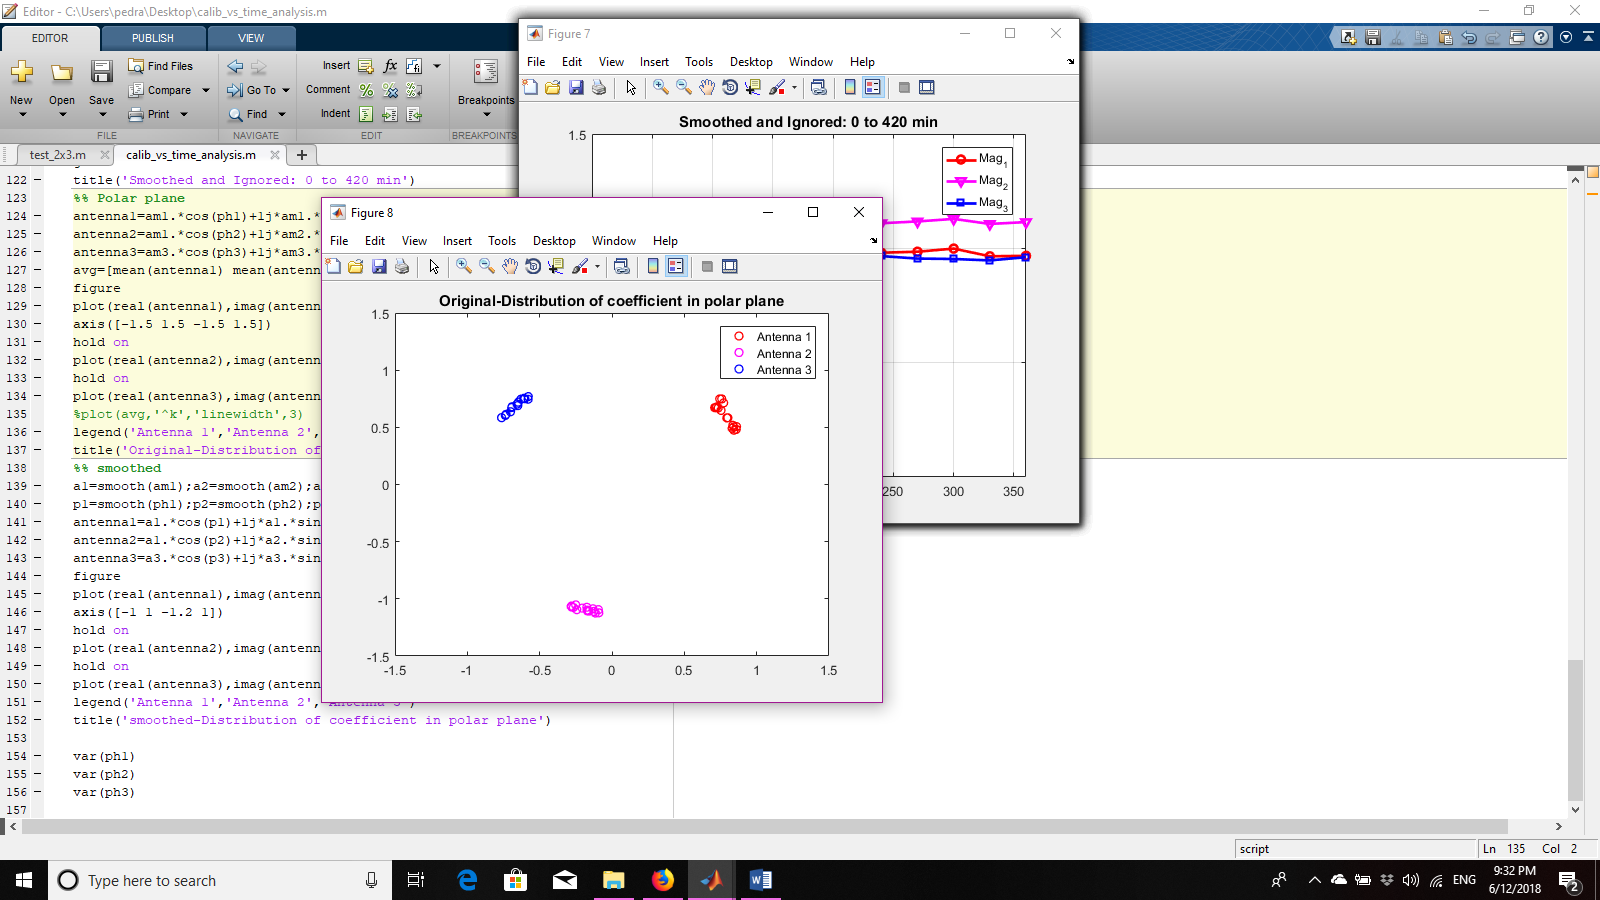 Editor - C:\Users\pedra\Desktop\calib_vs_time_analysis.m
EDITOR PUBLISH VIEW
New Open Save
Find Files
Compare
Print
Go To
Find
Insert
Comment
Indent
fx
Breakpoints
FILE NAVIGATE EDIT BREAKPOINTS
test_2x3.m calib_vs_time_analysis.m
122 title('Smoothed and Ignored: 0 to 420 min')
123 %% Polar plane
124 antenna1=am1.*cos(ph1)+1j*am1.*
125 antenna2=am1.*cos(ph2)+1j*am2.*
126 antenna3=am3.*cos(ph3)+1j*am3.*
127 avg=[mean(antenna1) mean(antenn
128 figure
129 plot(real(antenna1),imag(antenn
130 axis([-1.5 1.5 -1.5 1.5])
131 hold on
132 plot(real(antenna2),imag(antenn
133 hold on
134 plot(real(antenna3),imag(antenn
135 %plot(avg,'^k','linewidth',3)
136 legend('Antenna 1','Antenna 2',
137 title('Original-Distribution of
138 %% smoothed
139 a1=smooth(am1);a2=smooth(am2);a
140 p1=smooth(ph1);p2=smooth(ph2);p
141 antenna1=a1.*cos(p1)+1j*a1.*sin
142 antenna2=a1.*cos(p2)+1j*a2.*sin
143 antenna3=a3.*cos(p3)+1j*a3.*sin
144 figure
145 plot(real(antenna1),imag(antenn
146 axis([-1 1 -1.2 1])
147 hold on
148 plot(real(antenna2),imag(antenn
149 hold on
150 plot(real(antenna3),imag(antenn
151 legend('Antenna 1','Antenna 2','Antenna 3')
152 title('smoothed-Distribution of coefficient in polar plane')
153
154 var(ph1)
155 var(ph2)
156 var(ph3)
157
Figure 7
File Edit View Insert Tools Desktop Window Help
Smoothed and Ignored: 0 to 420 min
1.5
Mag1
Mag2
Mag3
250 300 350
Figure 8
File Edit View Insert Tools Desktop Window Help
Original-Distribution of coefficient in polar plane
Antenna 1
Antenna 2
Antenna 3
1.5
1
0.5
0
-0.5
-1
-1.5
-1.5 -1 -0.5 0 0.5 1 1.5
script Ln 135 Col 2
Type here to search
ENG
9:32 PM
6/12/2018
2